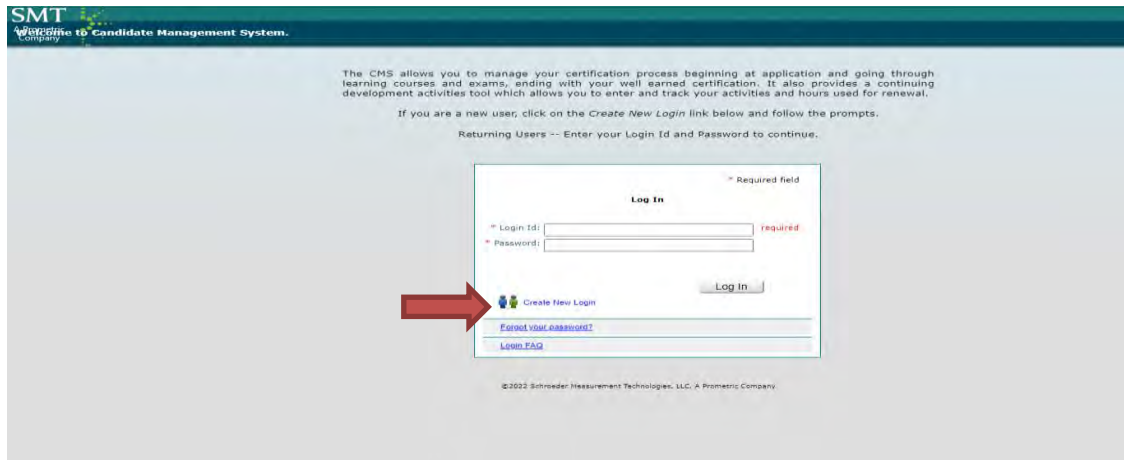 SMT
A Prometric
Company
Welcome to Candidate Management System.
The CMS allows you to manage your certification process beginning at application and going through
learning courses and exams, ending with your well earned certification. It also provides a continuing
development activities tool which allows you to enter and track your activities and hours used for renewal.
If you are a new user, click on the Create New Login link below and follow the prompts.
Returning Users -- Enter your Login Id and Password to continue.
* Required field
Log In
* Login Id: required
* Password:
Log In
Create New Login
Forgot your password?
Login FAQ
©2022 Schroeder Measurement Technologies, LLC, A Prometric Company